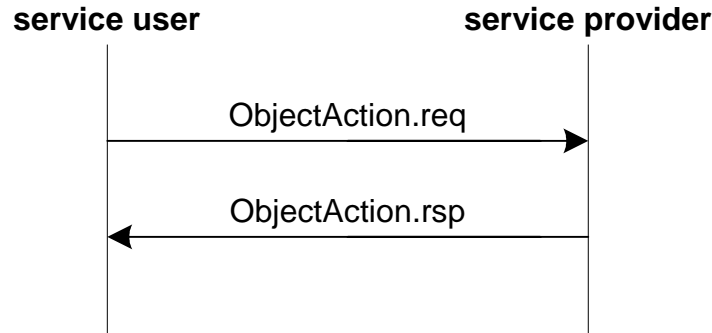 service user service provider
ObjectAction.req
ObjectAction.rsp